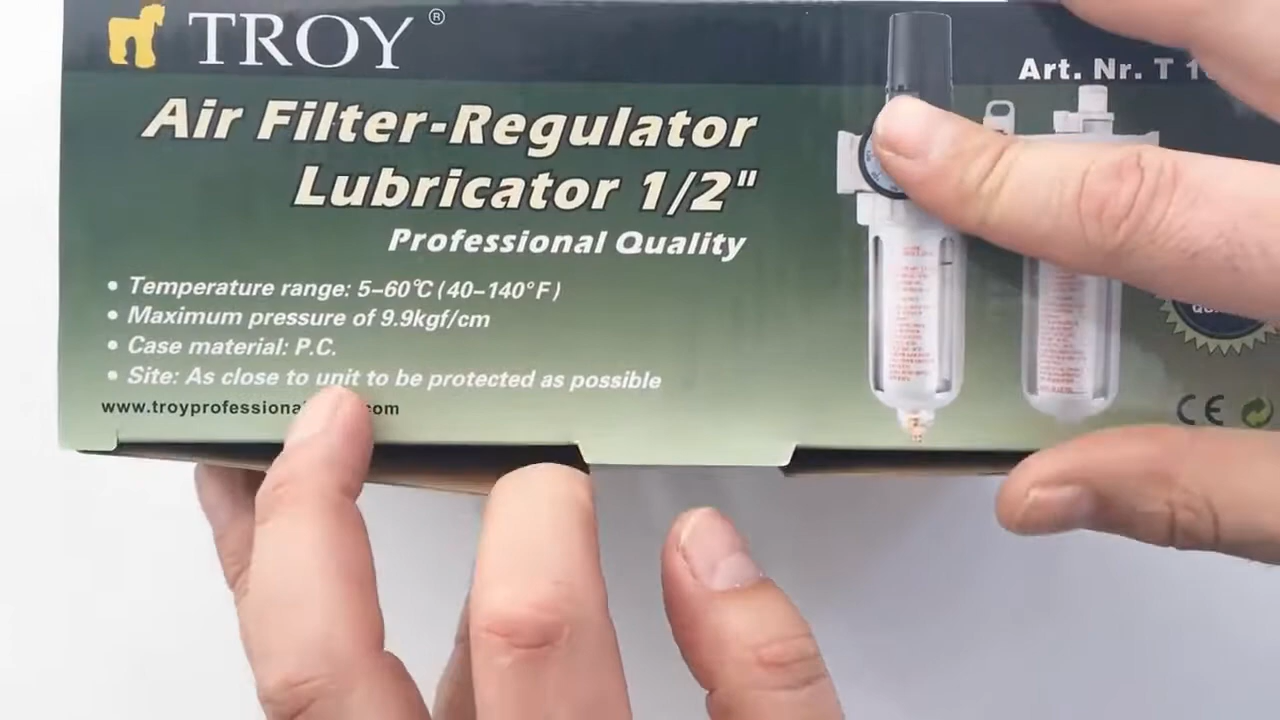 TROY ®
Art. Nr. T
Air Filter-Regulator
Lubricator 1/2"
Professional Quality
• Temperature range: 5–60°C (40–140°F)
• Maximum pressure of 9.9kgf/cm
• Case material: P.C.
• Site: As close to unit to be protected as possible
CE